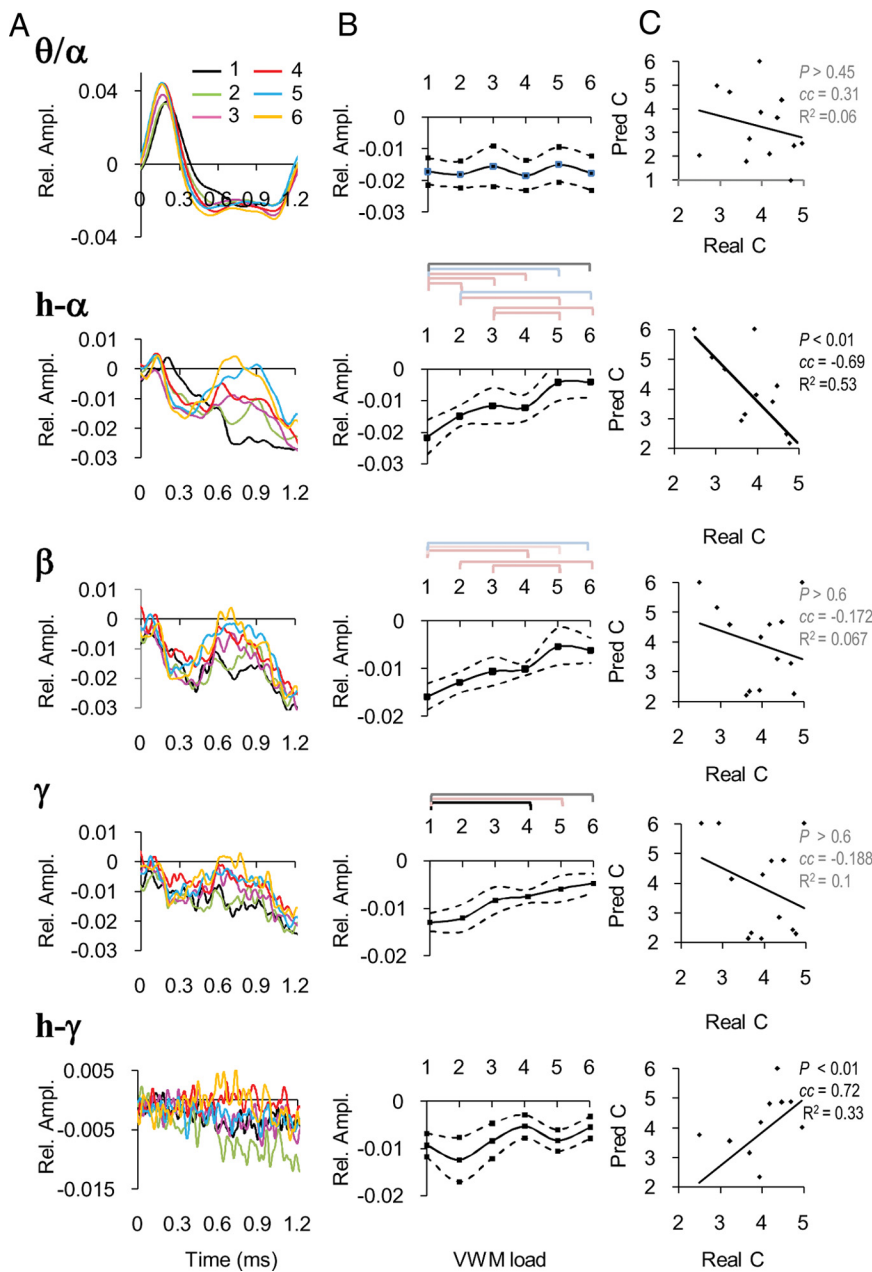 A
B
C
θ/α
1 4
2 5
3 6
Rel. Ampl.
0.04
0
-0.04
0 0.3 0.6 0.9 1.2
1 2 3 4 5 6
Rel. Ampl.
0
-0.01
-0.02
-0.03
Pred C
6
5
4
3
2
1
2 3 4 5
Real C
P > 0.45
cc = 0.31
R² = 0.06
h-α
Rel. Ampl.
0.01
0
-0.01
-0.02
-0.03
0 0.3 0.6 0.9 1.2
1 2 3 4 5 6
Rel. Ampl.
0
-0.01
-0.02
-0.03
Pred C
6
5
4
3
2
2 3 4 5
Real C
P < 0.01
cc = -0.69
R² =0.53
β
Rel. Ampl.
0.01
0
-0.01
-0.02
-0.03
0 0.3 0.6 0.9 1.2
1 2 3 4 5 6
Rel. Ampl.
0
-0.01
-0.02
Pred C
6
5
4
3
2
2 3 4 5
Real C
P > 0.6
cc = -0.172
R² = 0.067
γ
Rel. Ampl.
0.01
0
-0.01
-0.02
-0.03
0 0.3 0.6 0.9 1.2
1 2 3 4 5 6
Rel. Ampl.
0
-0.01
-0.02
Pred C
6
5
4
3
2
2 3 4 5
Real C
P > 0.6
cc = -0.188
R² = 0.1
h-γ
Rel. Ampl.
0.005
-0.005
-0.015
0 0.3 0.6 0.9 1.2
Time (ms)
1 2 3 4 5 6
Rel. Ampl.
0
-0.01
-0.02
VWM load
Pred C
6
5
4
3
2
1
2 3 4 5
Real C
P < 0.01
cc = 0.72
R² = 0.33